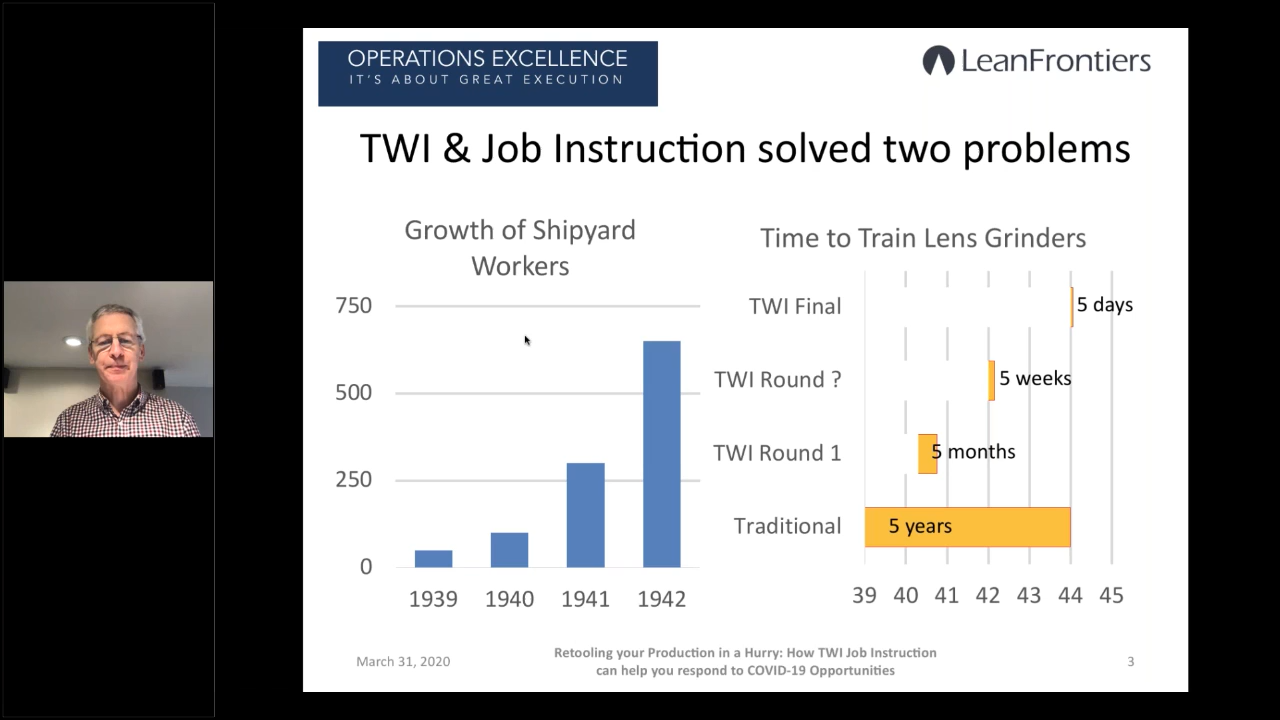 OPERATIONS EXCELLENCE
IT'S ABOUT GREAT EXECUTION
LeanFrontiers
TWI & Job Instruction solved two problems
Growth of Shipyard
Workers
750
500
250
0
1939 1940 1941 1942
Time to Train Lens Grinders
TWI Final 5 days
TWI Round ? 5 weeks
TWI Round 1 5 months
Traditional 5 years
39 40 41 42 43 44 45
March 31, 2020
Retooling your Production in a Hurry: How TWI Job Instruction
can help you respond to COVID-19 Opportunities
3